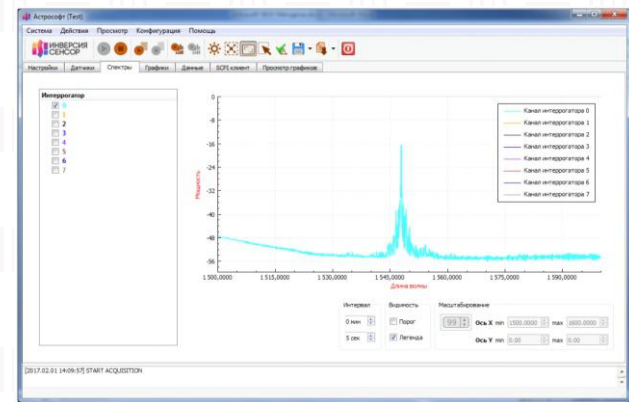 Астрософт (Test)
Система Действия Просмотр Конфигурация Помощь
ИНВЕРСИЯ
СЕНСОР
Настройки Датчики Спектры Графики Данные SCPI клиент Просмотр графиков
Интеррогатор
0
1
2
3
4
5
6
7
Мощность
0
-8
-16
-24
-32
-40
-48
-56
1 500,0000 1 515,0000 1 530,0000 1 545,0000 1 560,0000 1 575,0000 1 590,0000
Длина волны
Канал интеррогатора 0
Канал интеррогатора 1
Канал интеррогатора 2
Канал интеррогатора 3
Канал интеррогатора 4
Канал интеррогатора 5
Канал интеррогатора 6
Канал интеррогатора 7
Интервал Видимость Масштабирование
0 мин Порог 99 Ось X min 1500.0000 max 1600.0000
5 сек Легенда Ось Y min 0.00 max 0.00
[2017.02.01 14:09:57] START ACQUISITION